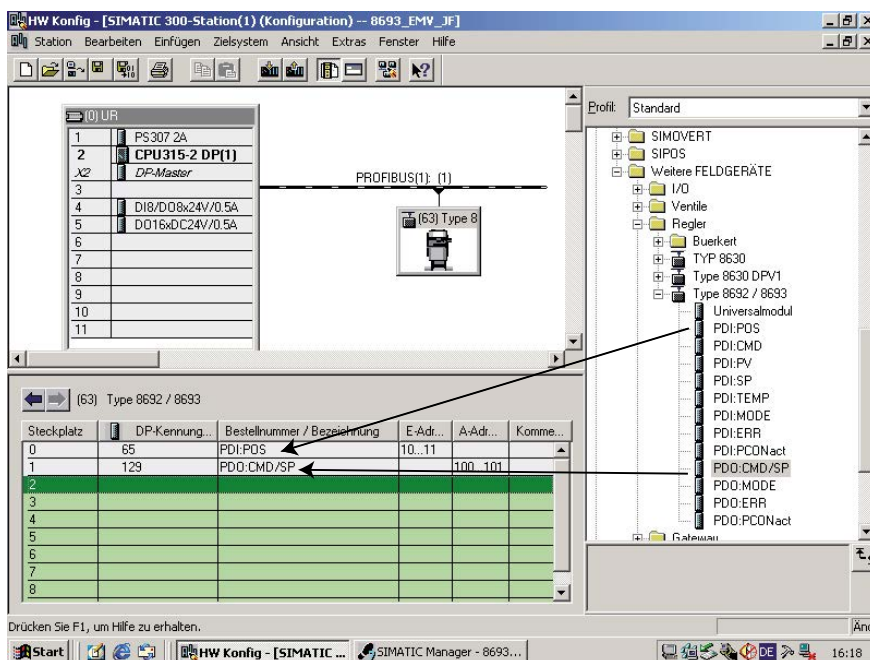 HW Konfig - [SIMATIC 300-Station(1) (Konfiguration) -- 8693_EMV_JF]
Station Bearbeiten Einfügen Zielsystem Ansicht Extras Fenster Hilfe
(0) UR
1 PS307 2A
2 CPU315-2 DP(1)
X2 DP-Master
3
4 DI8/DO8x24V/0.5A
5 DO16xDC24V/0.5A
6
7
8
9
10
11
PROFIBUS(1): (1)
(63) Type 8
Profil: Standard
SIMOVERT
SIPOS
Weitere FELDGERÄTE
I/O
Ventile
Regler
Buerkert
TYP 8630
Type 8630 DPV1
Type 8692 / 8693
Universalmodul
PDI:POS
PDI:CMD
PDI:PV
PDI:SP
PDI:TEMP
PDI:MODE
PDI:ERR
PDI:PCONact
PDO:CMD/SP
PDO:MODE
PDO:ERR
PDO:PCONact
Gateway
(63) Type 8692 / 8693
Steckplatz DP-Kennung... Bestellnummer / Bezeichnung E-Adr... A-Adr... Komme...
0 65 PDI:POS 10...11
1 129 PDO:CMD/SP 100...101
2
3
4
5
6
7
8
Drücken Sie F1, um Hilfe zu erhalten.
Änd
Start HW Konfig - [SIMATIC ... SIMATIC Manager - 8693... DE 16:18